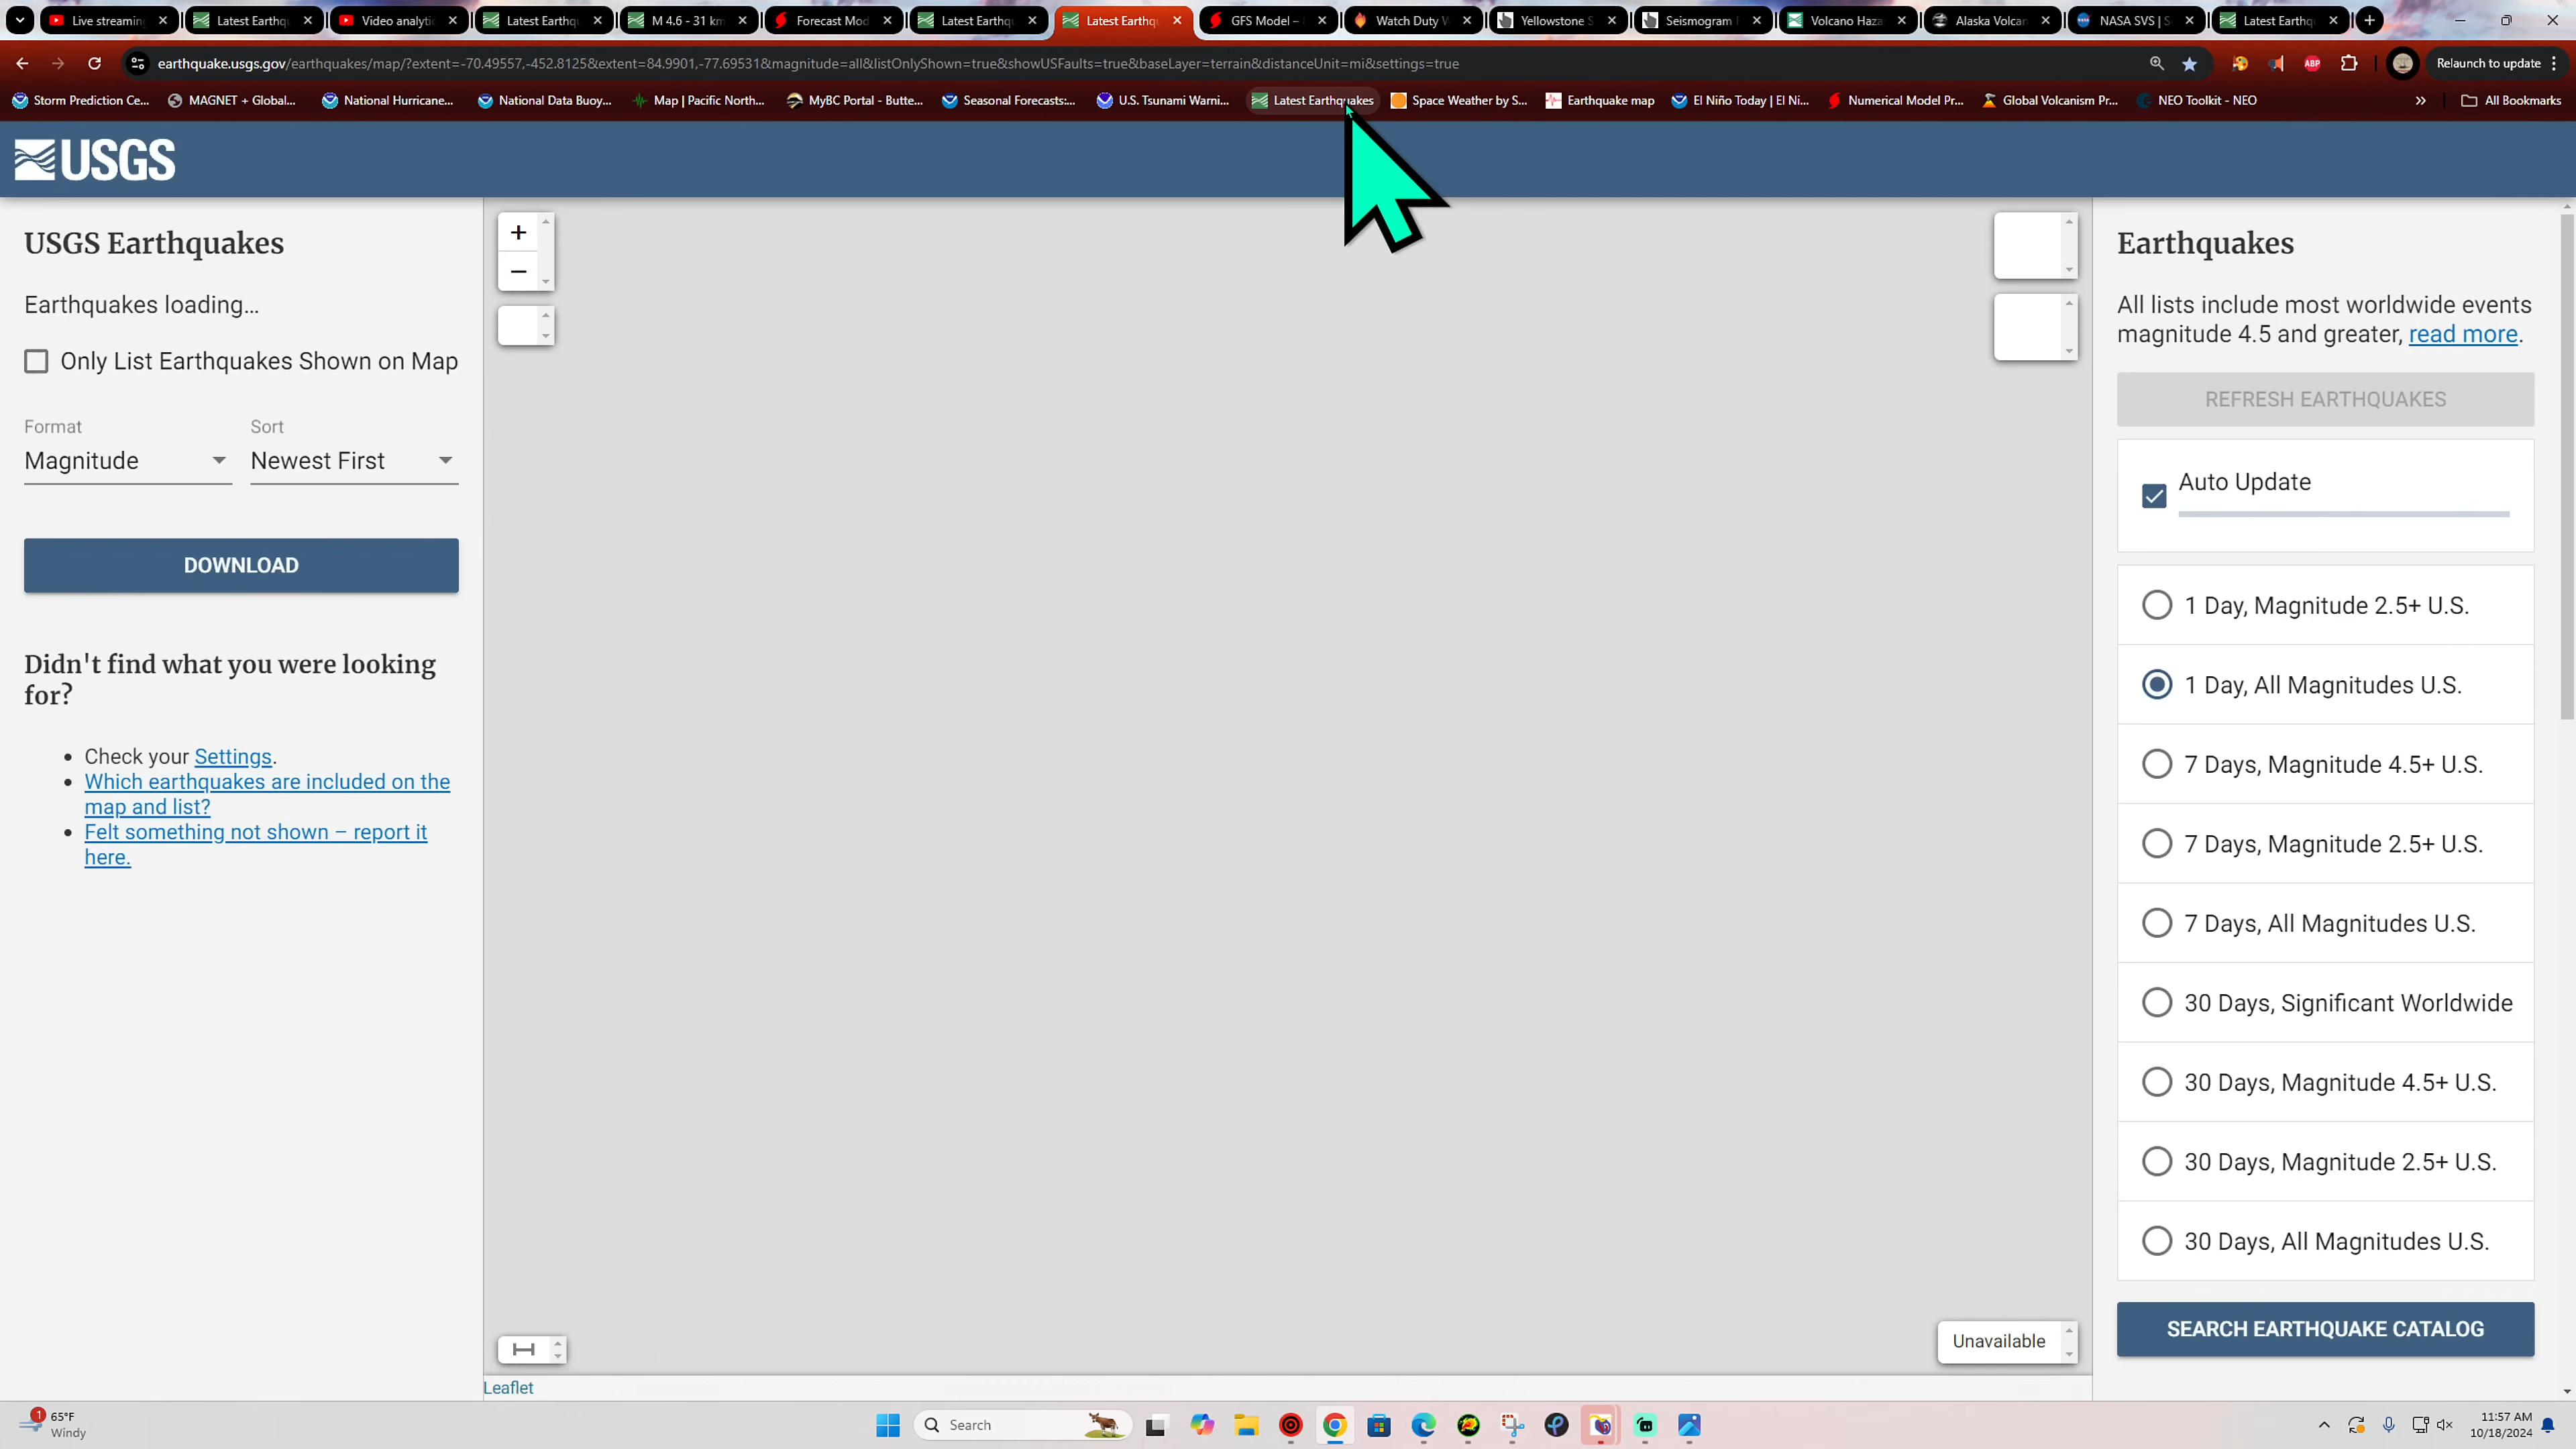 Live streamin
Latest Earthqu
Video analytic
Latest Earthqu
M 4.6 - 31 km
Forecast Mod
Latest Earthqu
Latest Earthqu
GFS Model –
Watch Duty W
Yellowstone S
Seismogram
Volcano Haza
Alaska Volcan
NASA SVS | S
Latest Earthqu
earthquake.usgs.gov/earthquakes/map/?extent=-70.49557,-452.8125&extent=84.9901,-77.69531&magnitude=all&listOnlyShown=true&showUSFaults=true&baseLayer=terrain&distanceUnit=mi&settings=true
ABP
Relaunch to update
Storm Prediction Ce...
MAGNET + Global...
National Hurricane...
National Data Buoy...
Map | Pacific North...
MyBC Portal - Butte...
Seasonal Forecasts:...
U.S. Tsunami Warni...
Latest Earthquakes
Space Weather by S...
Earthquake map
El Niño Today | El Ni...
Numerical Model Pr...
Global Volcanism Pr...
NEO Toolkit - NEO
All Bookmarks
USGS
USGS Earthquakes
Earthquakes loading...
Only List Earthquakes Shown on Map
Format
Sort
Magnitude
Newest First
DOWNLOAD
Didn't find what you were looking
for?
Check your Settings.
Which earthquakes are included on the
map and list?
Felt something not shown – report it
here.
+
−
Unavailable
Leaflet
Earthquakes
All lists include most worldwide events
magnitude 4.5 and greater, read more.
REFRESH EARTHQUAKES
Auto Update
1 Day, Magnitude 2.5+ U.S.
1 Day, All Magnitudes U.S.
7 Days, Magnitude 4.5+ U.S.
7 Days, Magnitude 2.5+ U.S.
7 Days, All Magnitudes U.S.
30 Days, Significant Worldwide
30 Days, Magnitude 4.5+ U.S.
30 Days, Magnitude 2.5+ U.S.
30 Days, All Magnitudes U.S.
SEARCH EARTHQUAKE CATALOG
1
65°F
Windy
Search
11:57 AM
10/18/2024